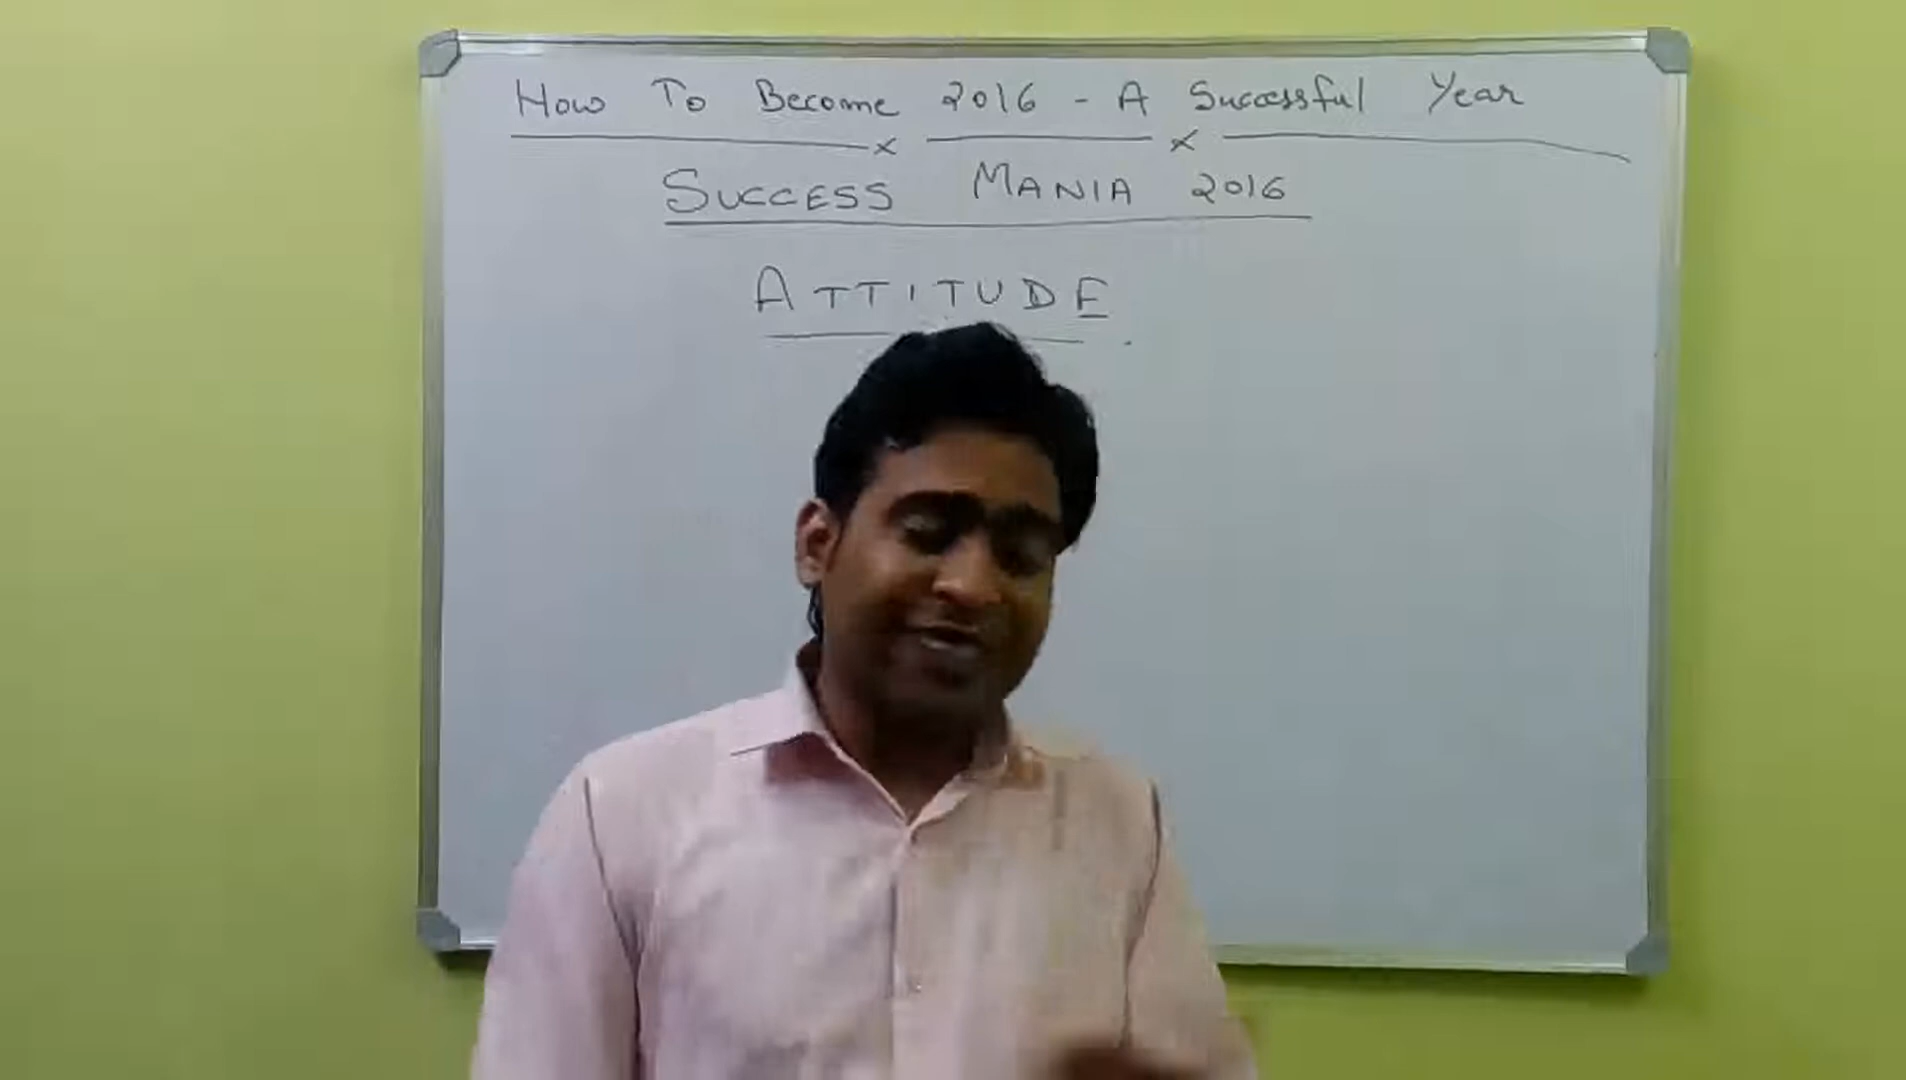 How To Become 2016 - A Successful Year
SUCCESS MANIA 2016
ATTITUDE